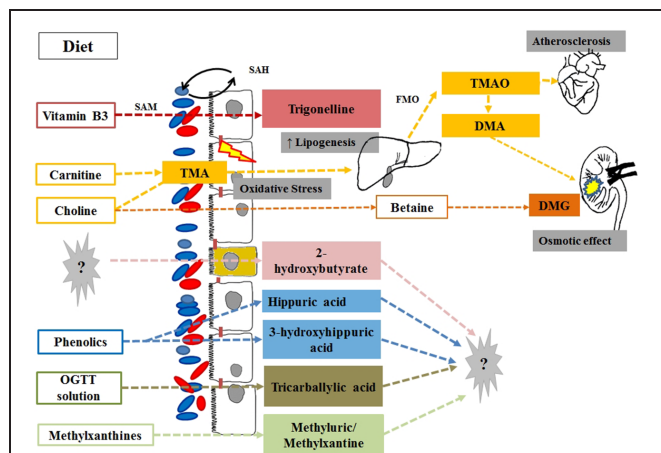 Diet
SAH
SAM
Vitamin B3
Trigonelline
Carnitine
Choline
TMA
↑ Lipogenesis
Oxidative Stress
FMO
TMAO
DMA
Atherosclerosis
Betaine
DMG
Osmotic effect
?
2-
hydroxybutyrate
Hippuric acid
Phenolics
3-hydroxyhippuric
acid
?
OGTT
solution
Tricarballylic acid
Methylxanthines
Methyluric/
Methylxantine